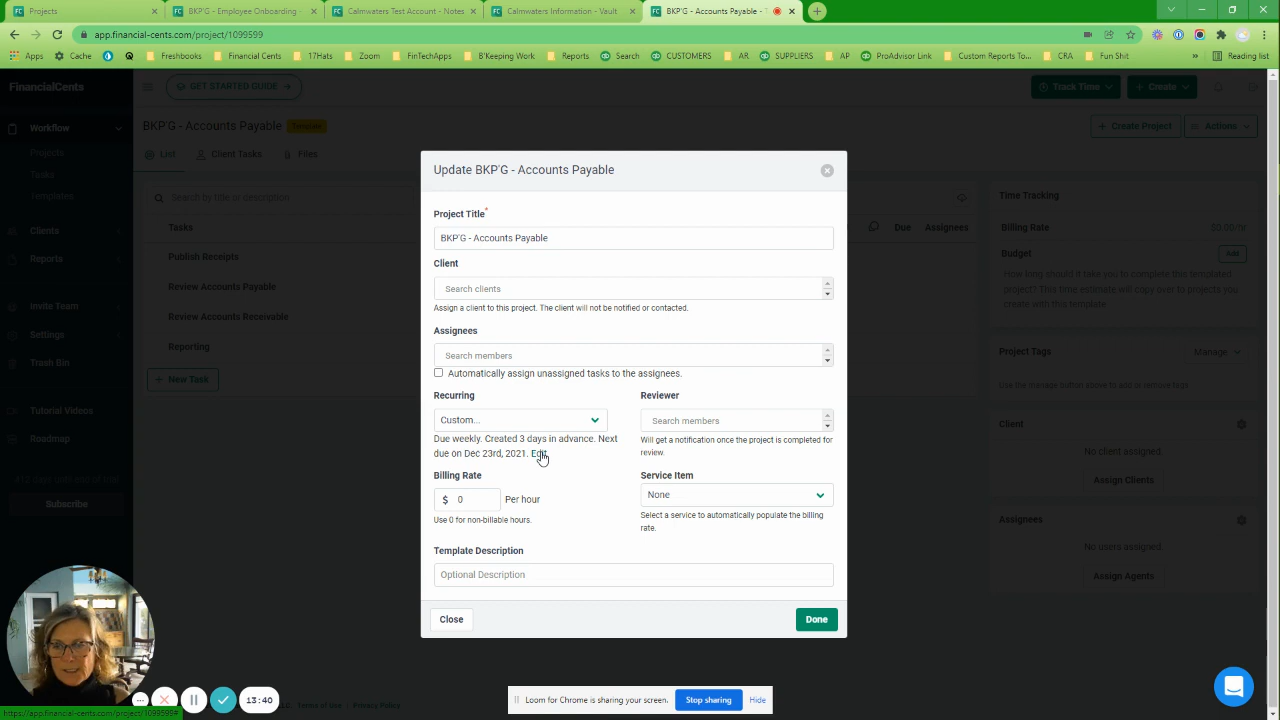 Projects
BKP'G - Employee Onboarding -
Calmwaters Test Account - Notes
Calmwaters Information - Vault
BKP'G - Accounts Payable - T
app.financial-cents.com/project/1099599
Apps
Cache
Freshbooks
Financial Cents
17Hats
Zoom
FinTechApps
B'Keeping Work
Reports
Search
CUSTOMERS
AR
SUPPLIERS
AP
ProAdvisor Link
Custom Reports To...
CRA
Fun Shit
»
Reading list
FinancialCents
GET STARTED GUIDE
Track Time
Create
Workflow
Projects
Tasks
Templates
Clients
Reports
Invite Team
Settings
Trash Bin
Tutorial Videos
Roadmap
Subscribe
BKP'G - Accounts Payable
Template
Create Project
Actions
List
Client Tasks
Files
Search by title or description
Tasks
Due
Assignees
Publish Receipts
Review Accounts Payable
Review Accounts Receivable
Reporting
+ New Task
Update BKP'G - Accounts Payable
Project Title*
BKP'G - Accounts Payable
Client
Search clients
Assign a client to this project. The client will not be notified or contacted.
Assignees
Search members
Automatically assign unassigned tasks to the assignees.
Recurring
Custom...
Due weekly. Created 3 days in advance. Next
due on Dec 23rd, 2021. Edit
Reviewer
Search members
Will get a notification once the project is completed for
review.
Billing Rate
$ 0 Per hour
Use 0 for non-billable hours.
Service Item
None
Select a service to automatically populate the billing
rate.
Template Description
Optional Description
Close
Done
Time Tracking
Billing Rate
$0.00/hr
Budget
Add
How long should it take you to complete this templated
project? This time estimate will copy over to projects you
create with this template.
Project Tags
Manage
Use the manage button above to add or remove tags.
Client
No client assigned.
Assign Clients
Assignees
No users assigned.
Assign Agents
13:40
Loom for Chrome is sharing your screen.
Stop sharing
Hide
https://app.financial-cents.com/project/1099599#
LLC. Terms of Use - Privacy Policy